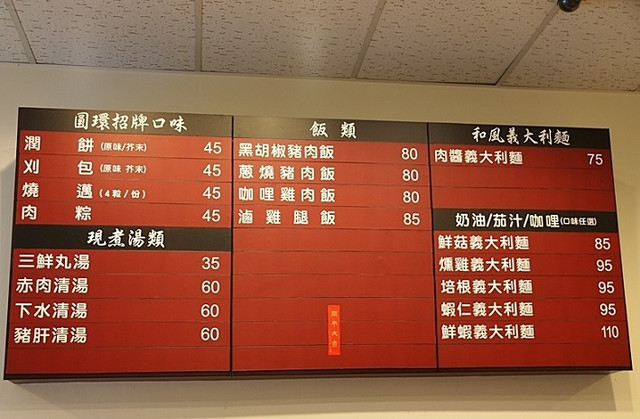 圓環招牌口味
潤餅(原味/芥末) 45
刈包(原味 芥末) 45
燒邁(4粒/份) 45
肉粽 45
現煮湯類
三鮮丸湯 35
赤肉清湯 60
下水清湯 60
豬肝清湯 60
飯類
黑胡椒豬肉飯 80
蔥燒豬肉飯 80
咖哩雞肉飯 80
滷雞腿飯 85
和風義大利麵
肉醬義大利麵 75
奶油/茄汁/咖哩(口味任選)
鮮菇義大利麵 85
燻雞義大利麵 95
培根義大利麵 95
蝦仁義大利麵 95
鮮蝦義大利麵 110